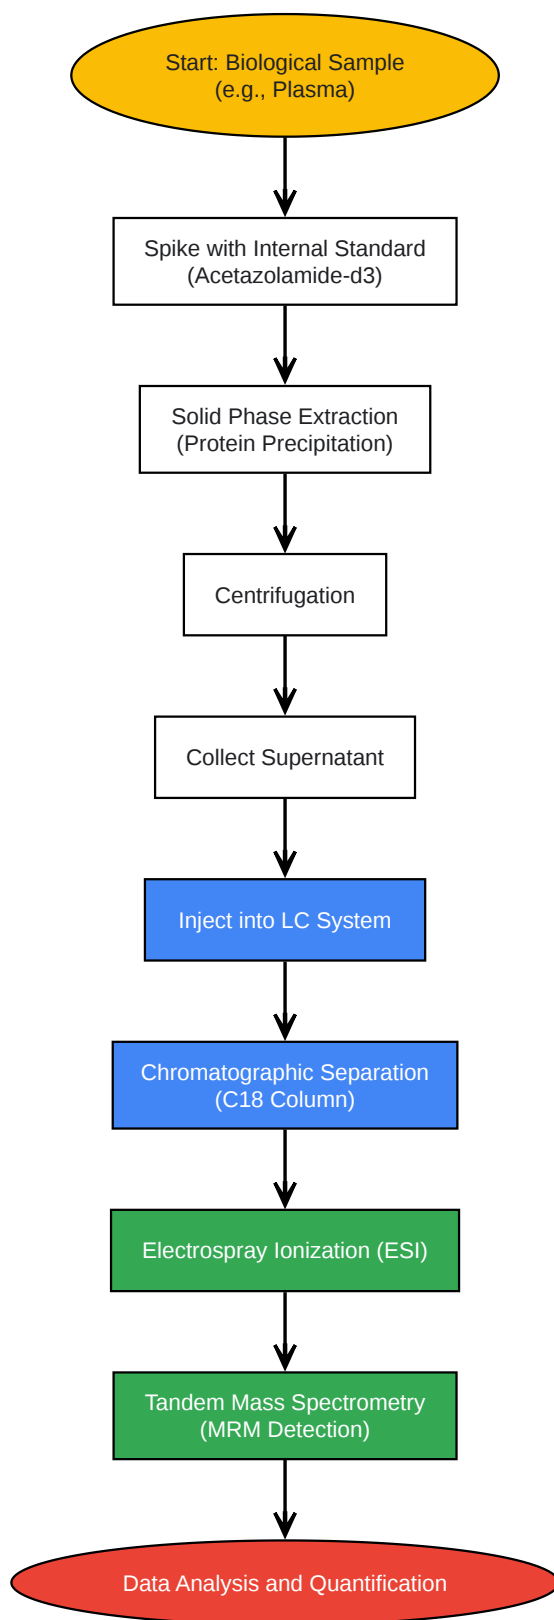 Start: Biological Sample
(e.g., Plasma)
Spike with Internal Standard
(Acetazolamide-d3)
Solid Phase Extraction
(Protein Precipitation)
Centrifugation
Collect Supernatant
Inject into LC System
Chromatographic Separation
(C18 Column)
Electrospray Ionization (ESI)
Tandem Mass Spectrometry
(MRM Detection)
Data Analysis and Quantification